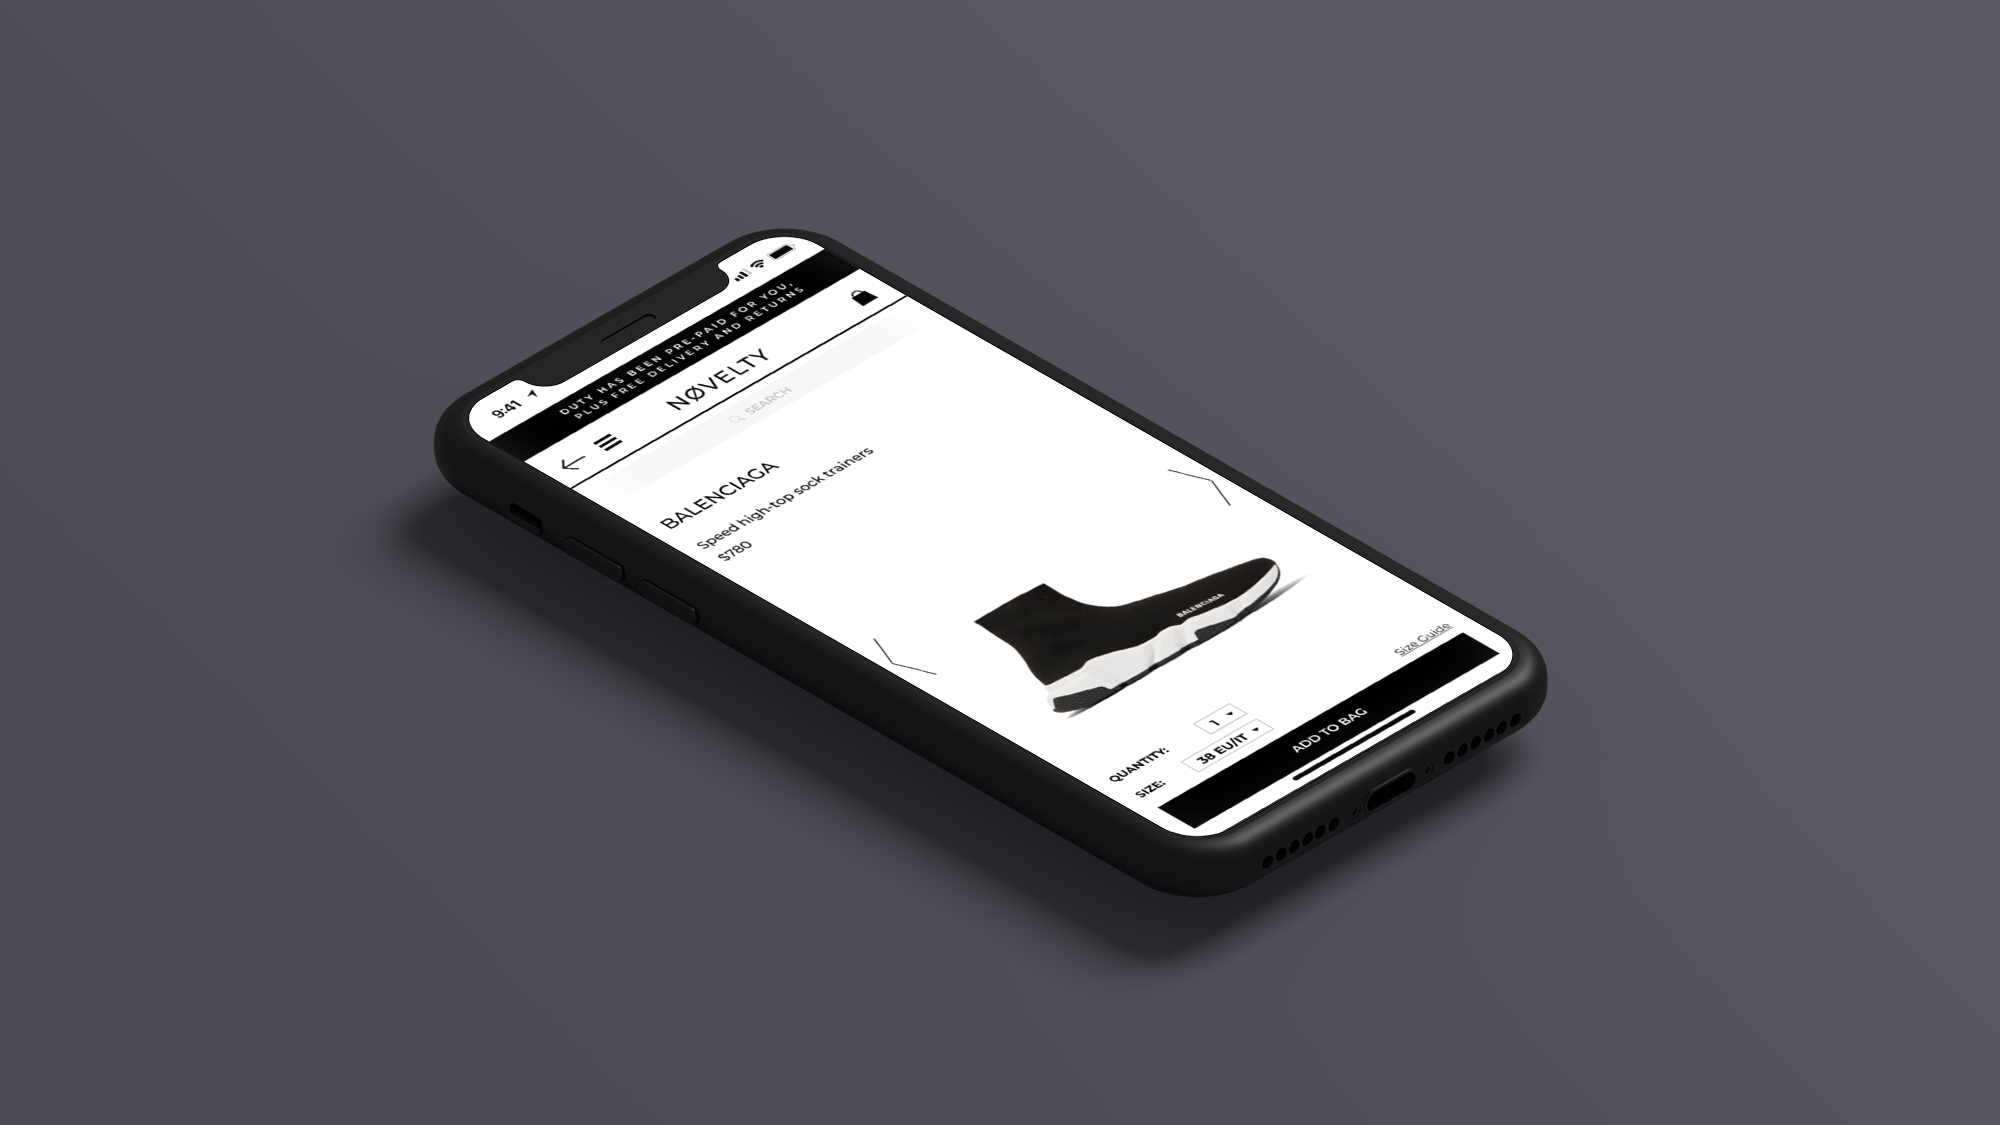 9:41
DUTY HAS BEEN PRE-PAID FOR YOU,
PLUS FREE DELIVERY AND RETURNS
NØVELTY
SEARCH
BALENCIAGA
Speed high-top sock trainers
$780
BALENCIAGA
Size Guide
QUANTITY: 1
SIZE: 38 EU/IT
ADD TO BAG